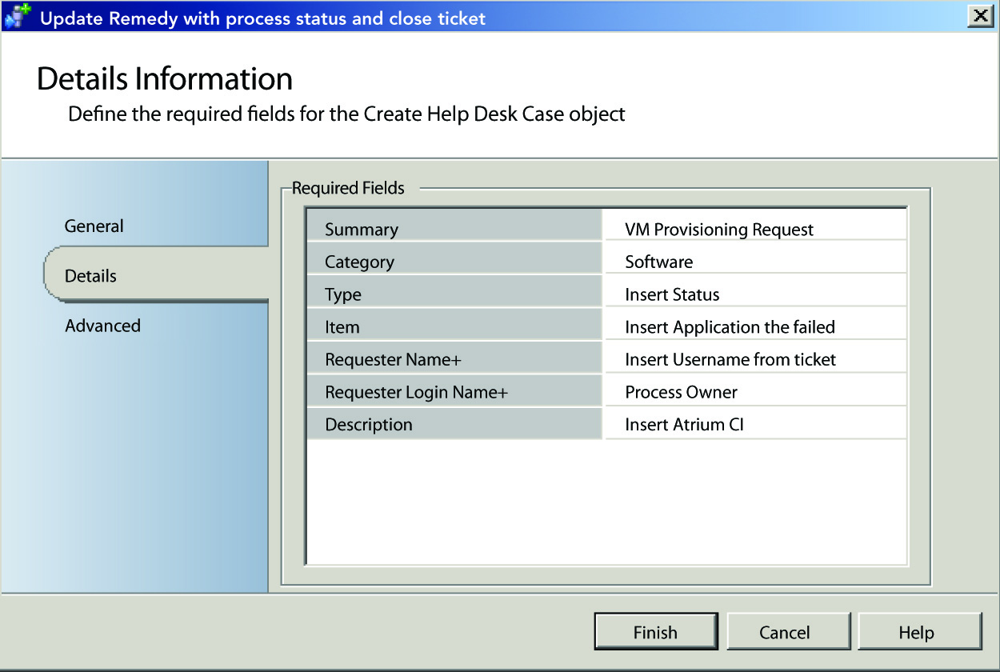 Update Remedy with process status and close ticket
Details Information
Define the required fields for the Create Help Desk Case object
General
Details
Advanced
Required Fields
Summary VM Provisioning Request
Category Software
Type Insert Status
Item Insert Application the failed
Requester Name+ Insert Username from ticket
Requester Login Name+ Process Owner
Description Insert Atrium CI
Finish Cancel Help